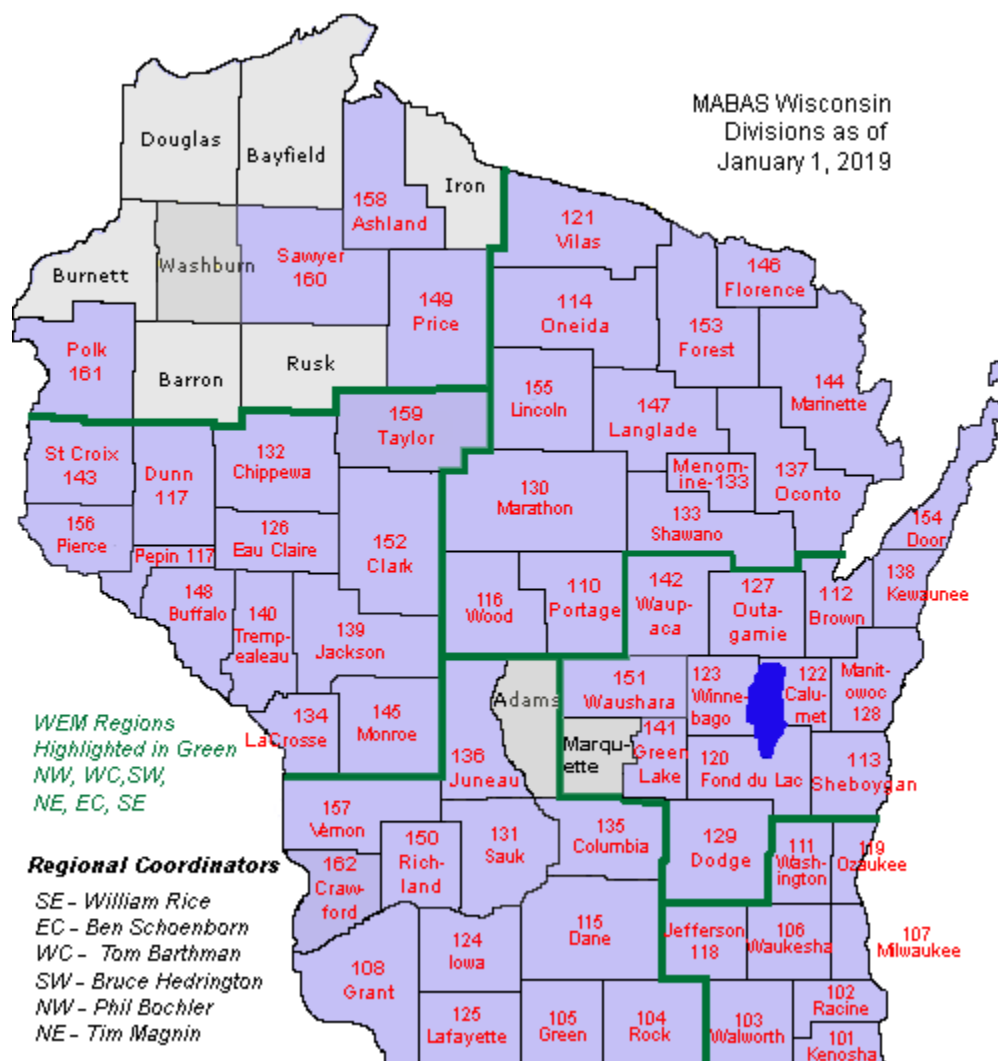 MABAS Wisconsin
Divisions as of
January 1, 2019
Douglas
Bayfield
Iron
158
Ashland
121
Vilas
Burnett
Washburn
Sawyer
160
146
Florence
149
Price
114
Oneida
153
Forest
Polk
161
Barron
Rusk
144
Marinette
155
Lincoln
147
Langlade
159
Taylor
St Croix
143
Dunn
117
132
Chippewa
130
Marathon
Menom-
ine-133
137
Oconto
133
Shawano
156
Pierce
126
Eau Claire
152
Clark
154
Door
Pepin 117
148
Buffalo
140
Tremp-
ealeau
139
Jackson
116
Wood
110
Portage
142
Waup-
aca
127
Outa-
gamie
112
Brown
138
Kewaunee
134
LaCrosse
145
Monroe
Adams
151
Waushara
123
Winne-
bago
122
Calu-
met
Manit-
owoc
128
136
Juneau
Marqu-
ette
141
Green
Lake
120
Fond du Lac
113
Sheboygan
WEM Regions
Highlighted in Green
NW, WC,SW,
NE, EC, SE
157
Vernon
150
Rich-
land
131
Sauk
135
Columbia
129
Dodge
111
Wash-
ington
119
Ozaukee
162
Craw-
ford
Regional Coordinators
SE - William Rice
EC - Ben Schoenborn
WC - Tom Barthman
SW - Bruce Hedrington
NW - Phil Bochler
NE - Tim Magnin
108
Grant
124
Iowa
115
Dane
Jefferson
118
106
Waukesha
107
Milwaukee
125
Lafayette
105
Green
104
Rock
103
Walworth
102
Racine
101
Kenosha